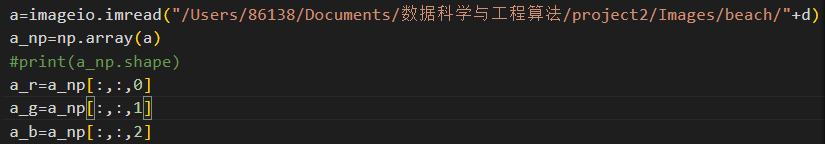 a=imageio.imread("/Users/86138/Documents/数据科学与工程算法/project2/Images/beach/"+d)
a_np=np.array(a)
#print(a_np.shape)
a_r=a_np[:,:,0]
a_g=a_np[:,:,1]
a_b=a_np[:,:,2]